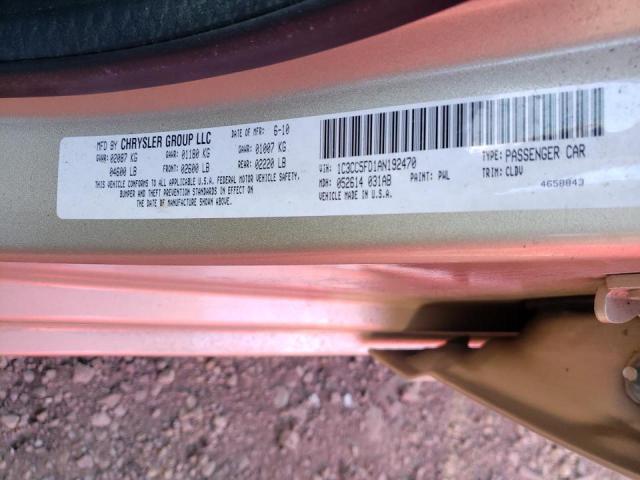 MFD BY CHRYSLER GROUP LLC DATE OF MFR: 6-10
GVWR: 02087 KG GAWR: 01180 KG GAWR: 01007 KG
04600 LB FRONT: 02600 LB REAR: 02220 LB
THIS VEHICLE CONFORMS TO ALL APPLICABLE U.S.A. FEDERAL MOTOR VEHICLE SAFETY,
BUMPER AND THEFT PREVENTION STANDARDS IN EFFECT ON
THE DATE OF MANUFACTURE SHOWN ABOVE.
VIN: 1C3CC5FD1AN192470 TYPE: PASSENGER CAR
MDH: 052614 031AB PAINT: PWL TRIM: CLDV
VEHICLE MADE IN U.S.A. 4658843